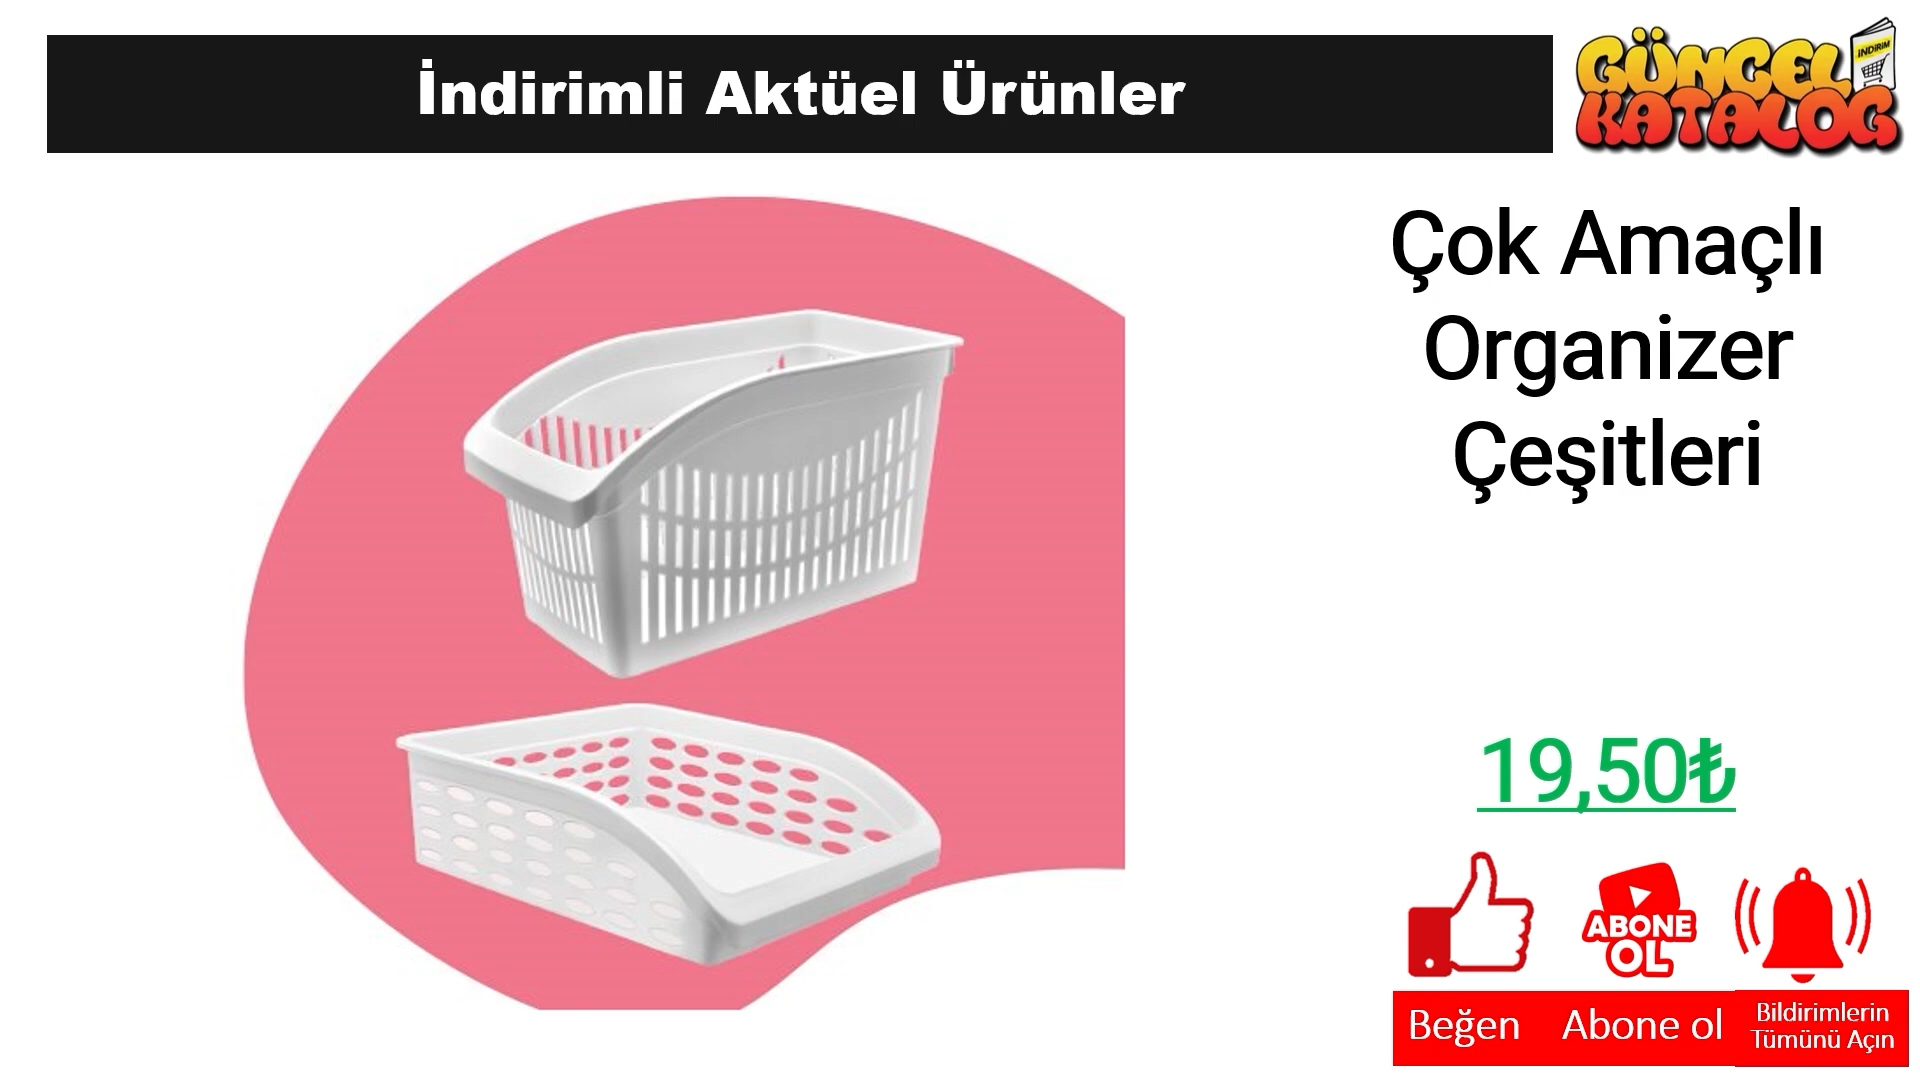 İndirimli Aktüel Ürünler
GÜNCEL
KATALOG
İNDİRİM
Çok Amaçlı
Organizer
Çeşitleri
19,50₺
ABONE
OL
Beğen
Abone ol
Bildirimlerin
Tümünü Açın